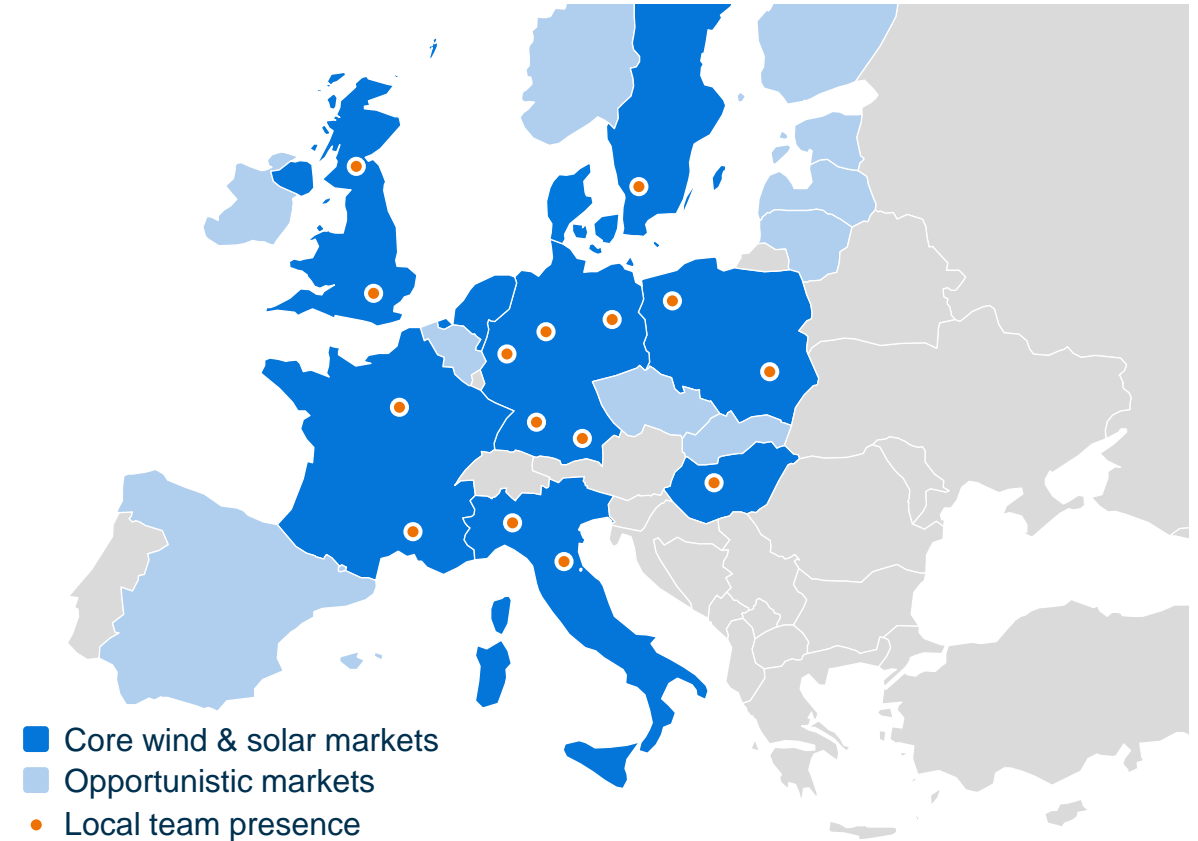 Core wind & solar markets
Opportunistic markets
Local team presence